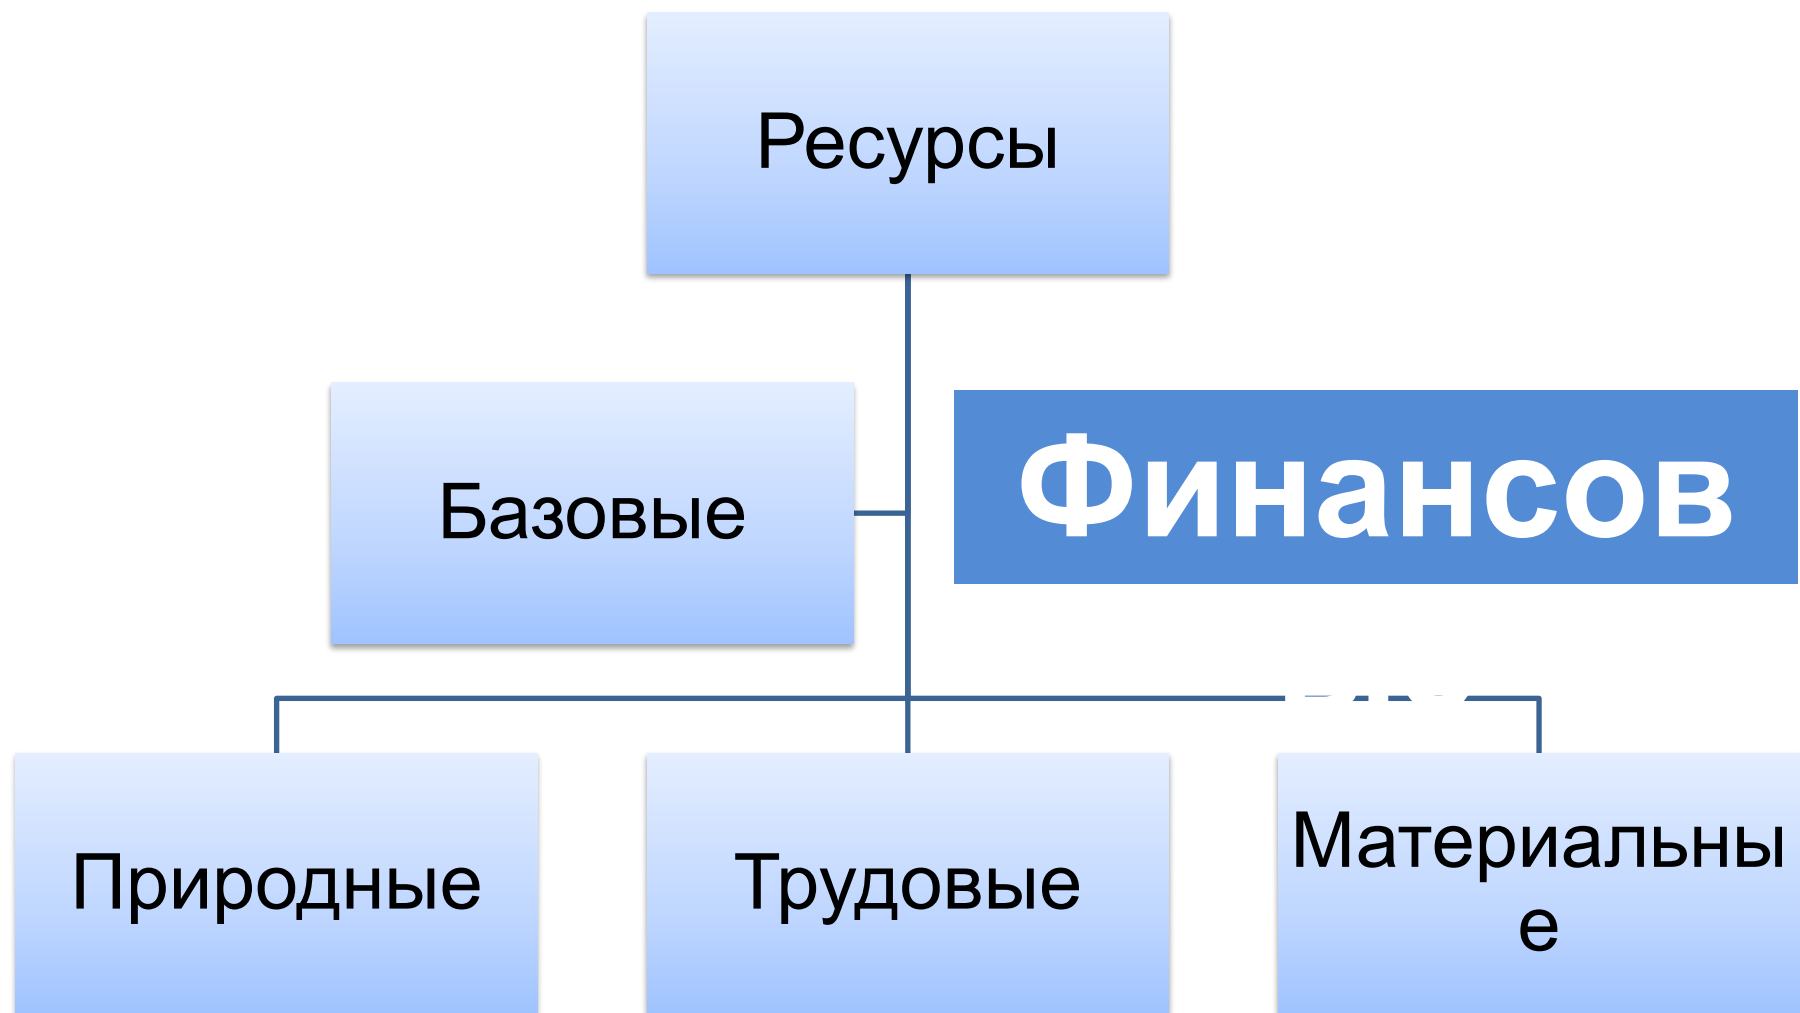 Ресурсы
Базовые
Финансов
Природные
Трудовые
Материальны
е